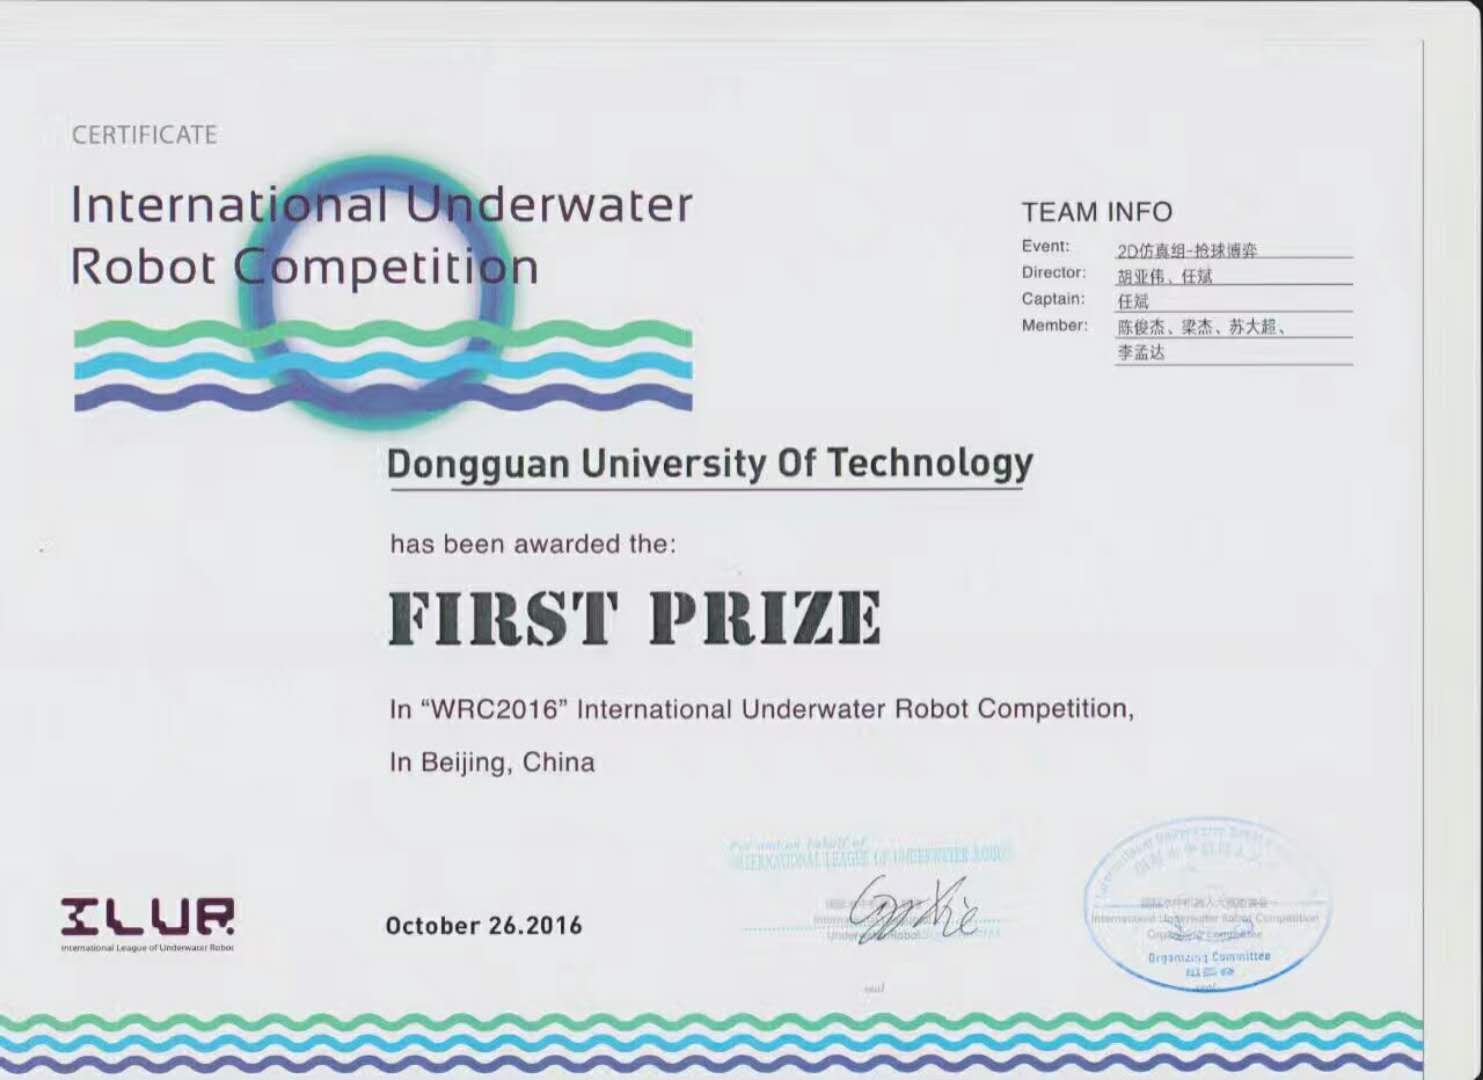 CERTIFICATE
International Underwater
Robot Competition
TEAM INFO
Event: 2D仿真组-抢球博弈
Director: 胡亚伟、任斌
Captain: 任斌
Member: 陈俊杰、梁杰、苏大超、
李孟达
Dongguan University Of Technology
has been awarded the:
FIRST PRIZE
In “WRC2016” International Underwater Robot Competition,
In Beijing, China
For and on behalf of
INTERNATIONAL LEAGUE OF UNDERWATER ROBOT
ILUR
International League of Underwater Robot
October 26.2016
International Underwater Robot Competition
Organizing Committee
Organizing Committee
组委会
seal
seal